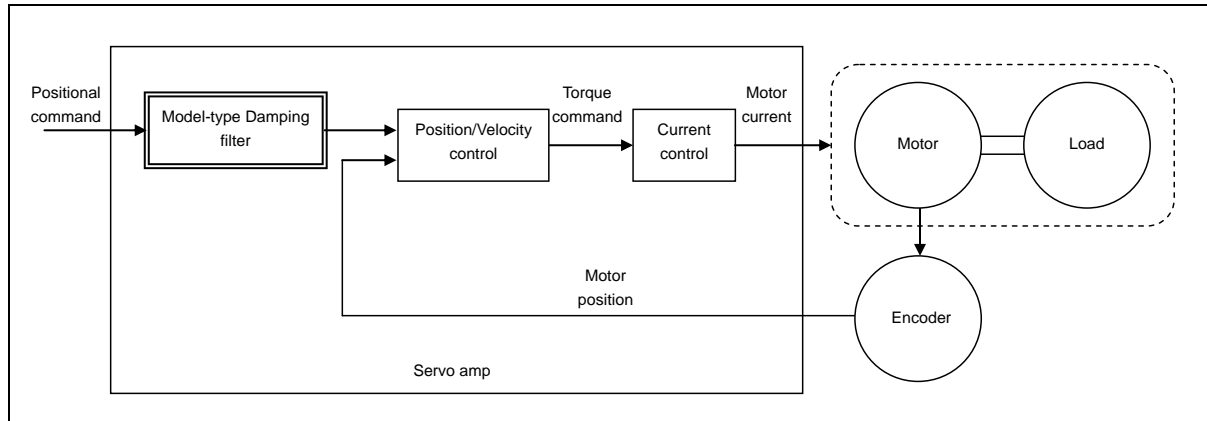 Positional
command
Model-type Damping
filter
Position/Velocity
control
Torque
command
Current
control
Motor
current
Motor
Load
Motor
position
Encoder
Servo amp